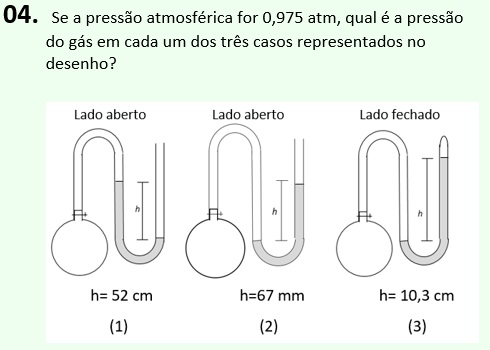 04. Se a pressão atmosférica for 0,975 atm, qual é a pressão
do gás em cada um dos três casos representados no
desenho?
Lado aberto Lado aberto Lado fechado
h h h
h= 52 cm h=67 mm h= 10,3 cm
(1) (2) (3)